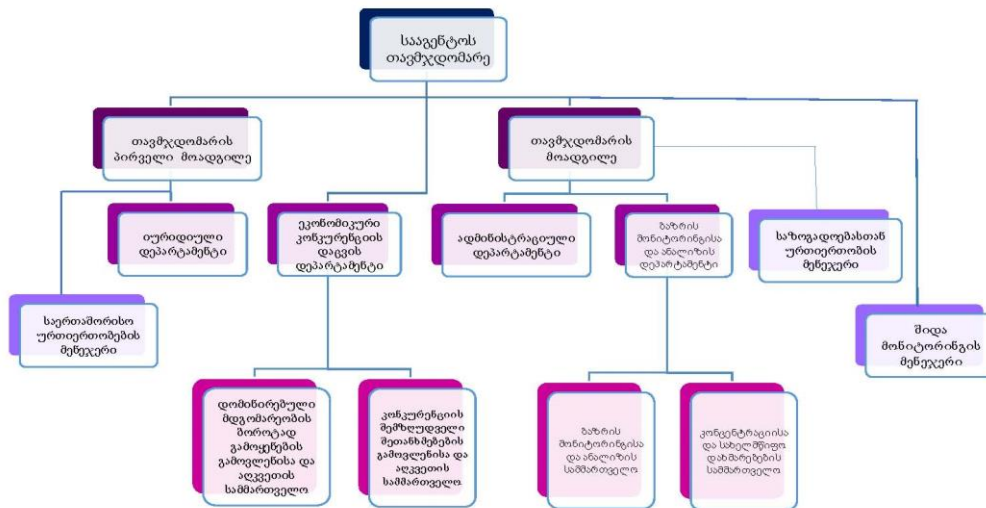 სააგენტოს
თავმჯდომარე
თავმჯდომარის
პირველი მოადგილე
თავმჯდომარის
მოადგილე
იურიდიული
დეპარტამენტი
ეკონომიკური
კონკურენციის
დაცვის
დეპარტამენტი
ადმინისტრაციული
დეპარტამენტი
ბაზრის
მონიტორინგისა
და ანალიზის
დეპარტამენტი
საზოგადოებასთან
ურთიერთობის
მენეჯერი
საერთაშორისო
ურთიერთობების
მენეჯერი
შიდა
მონიტორინგის
მენეჯერი
დომინირებული
მდგომარეობის
ბოროტად
გამოყენების
გამოვლენისა და
აღკვეთის
სამმართველო
კონკურენციის
შემზღუდველი
შეთანხმებების
გამოვლენისა და
აღკვეთის
სამმართველო
ბაზრის
მონიტორინგისა
და ანალიზის
სამმართველო
კონცენტრაციისა
და სახელმწიფო
დახმარებების
სამმართველო